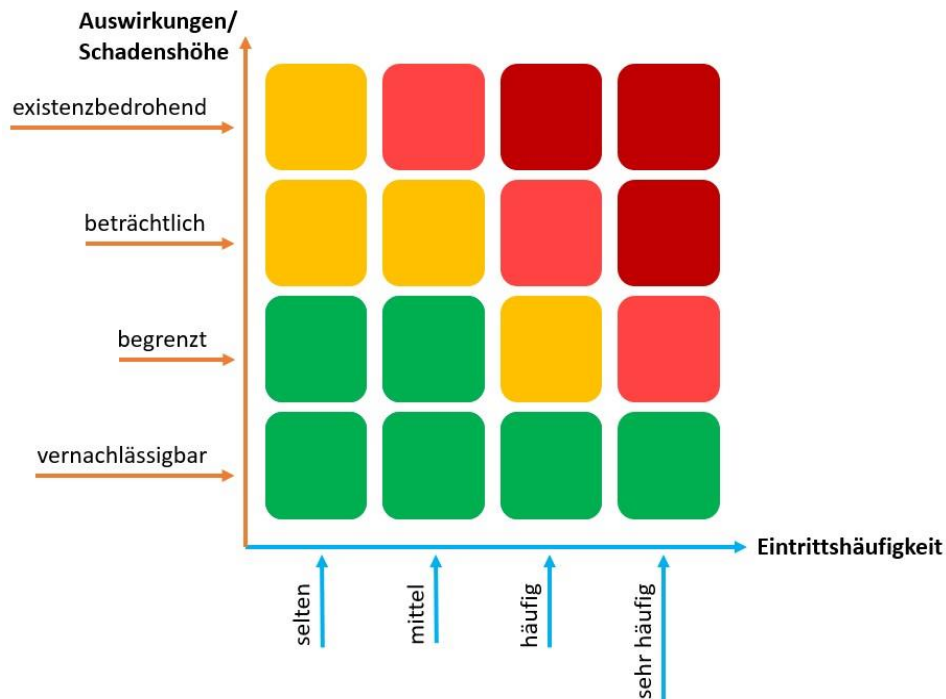 Auswirkungen/
Schadenshöhe
existenzbedrohend
beträchtlich
begrenzt
vernachlässigbar
Eintrittshäufigkeit
selten
mittel
häufig
sehr häufig